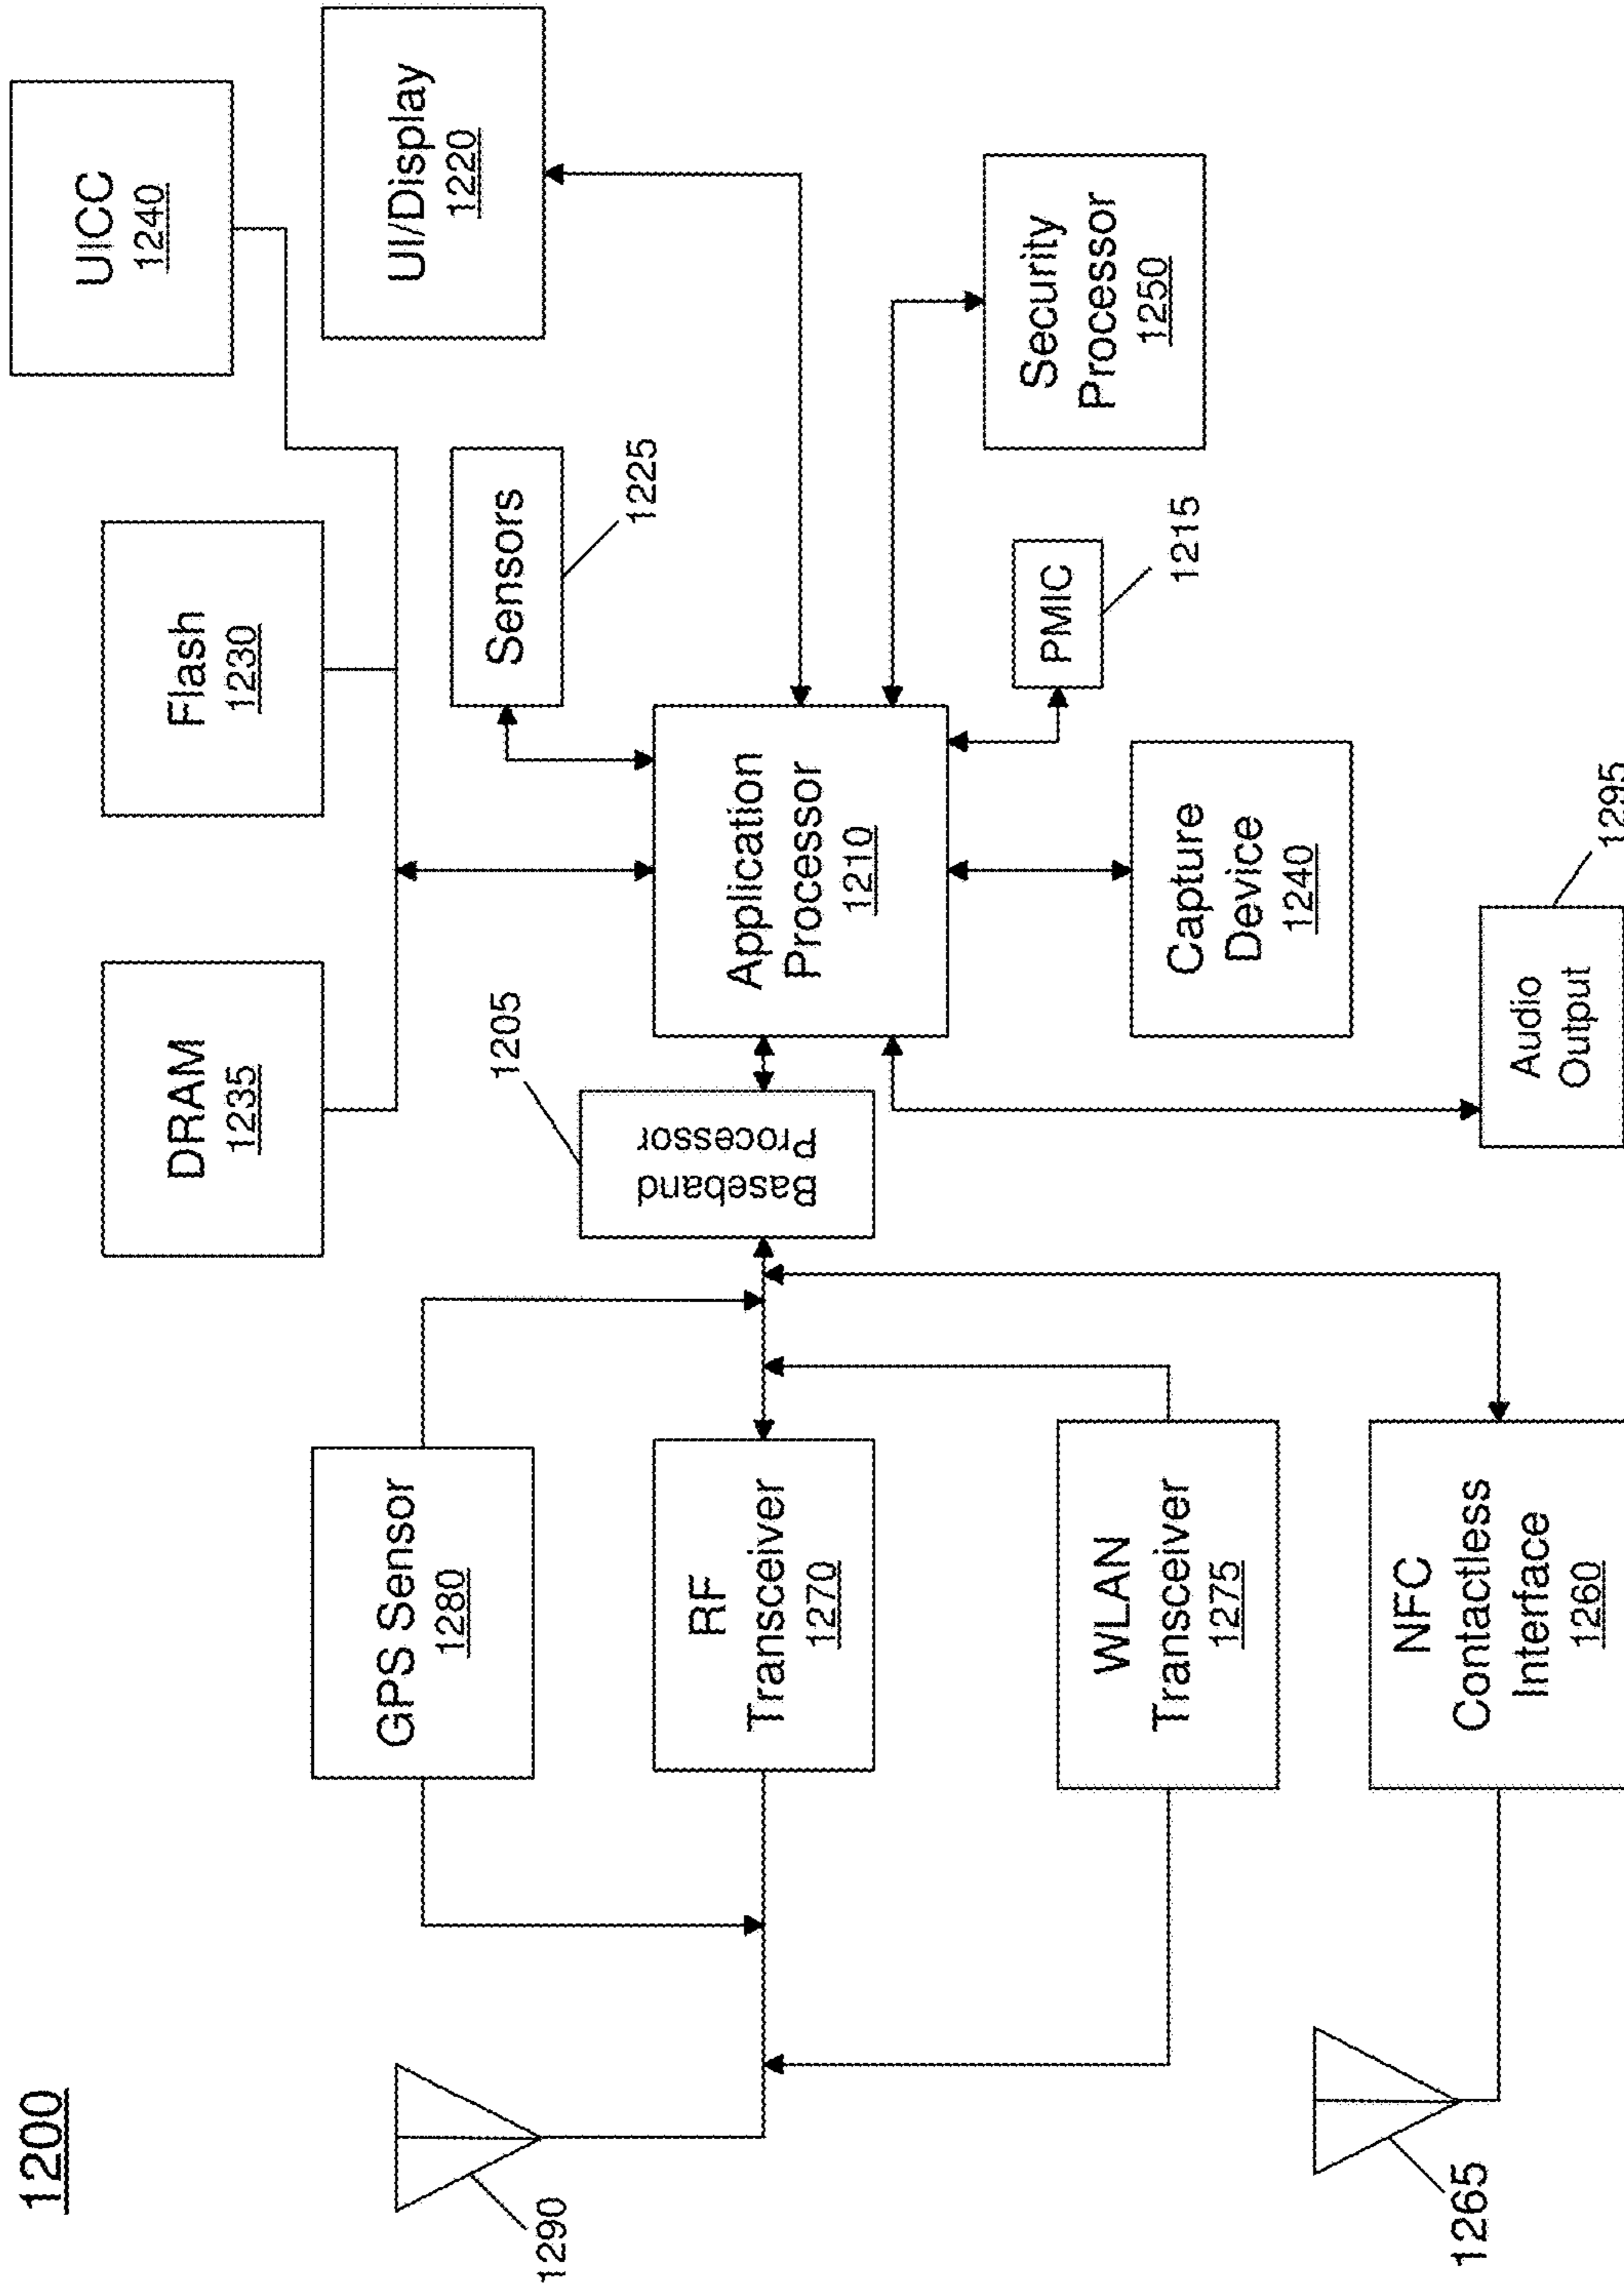 1200
UICC
1240
Flash
1230
DRAM
1235
UI/Display
1220
Sensors
1225
GPS Sensor
1280
1290
1205
Baseband
Processor
Application
Processor
1210
RF
Transceiver
1270
Security
Processor
1250
PMIC
1215
WLAN
Transceiver
1275
Capture
Device
1240
NFC
Contactless
Interface
1260
1265
Audio
Output
1295